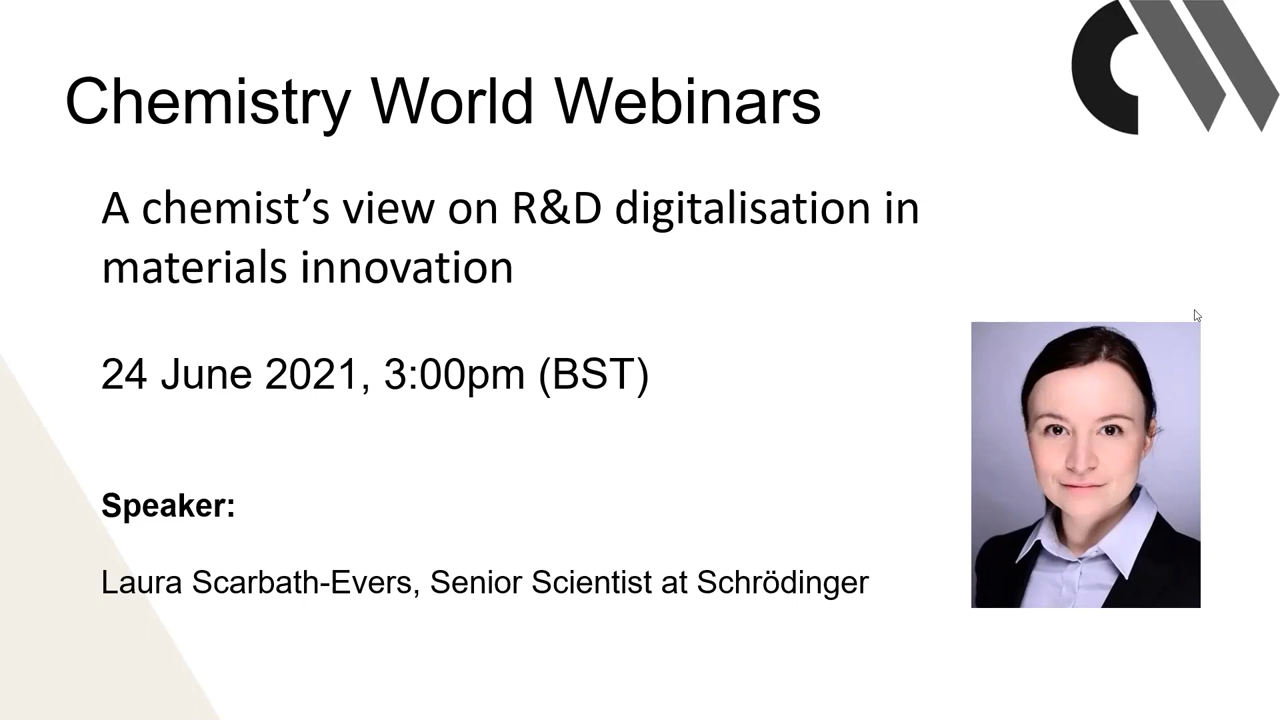 Chemistry World Webinars
A chemist’s view on R&D digitalisation in
materials innovation
24 June 2021, 3:00pm (BST)
Speaker:
Laura Scarbath-Evers, Senior Scientist at Schrödinger